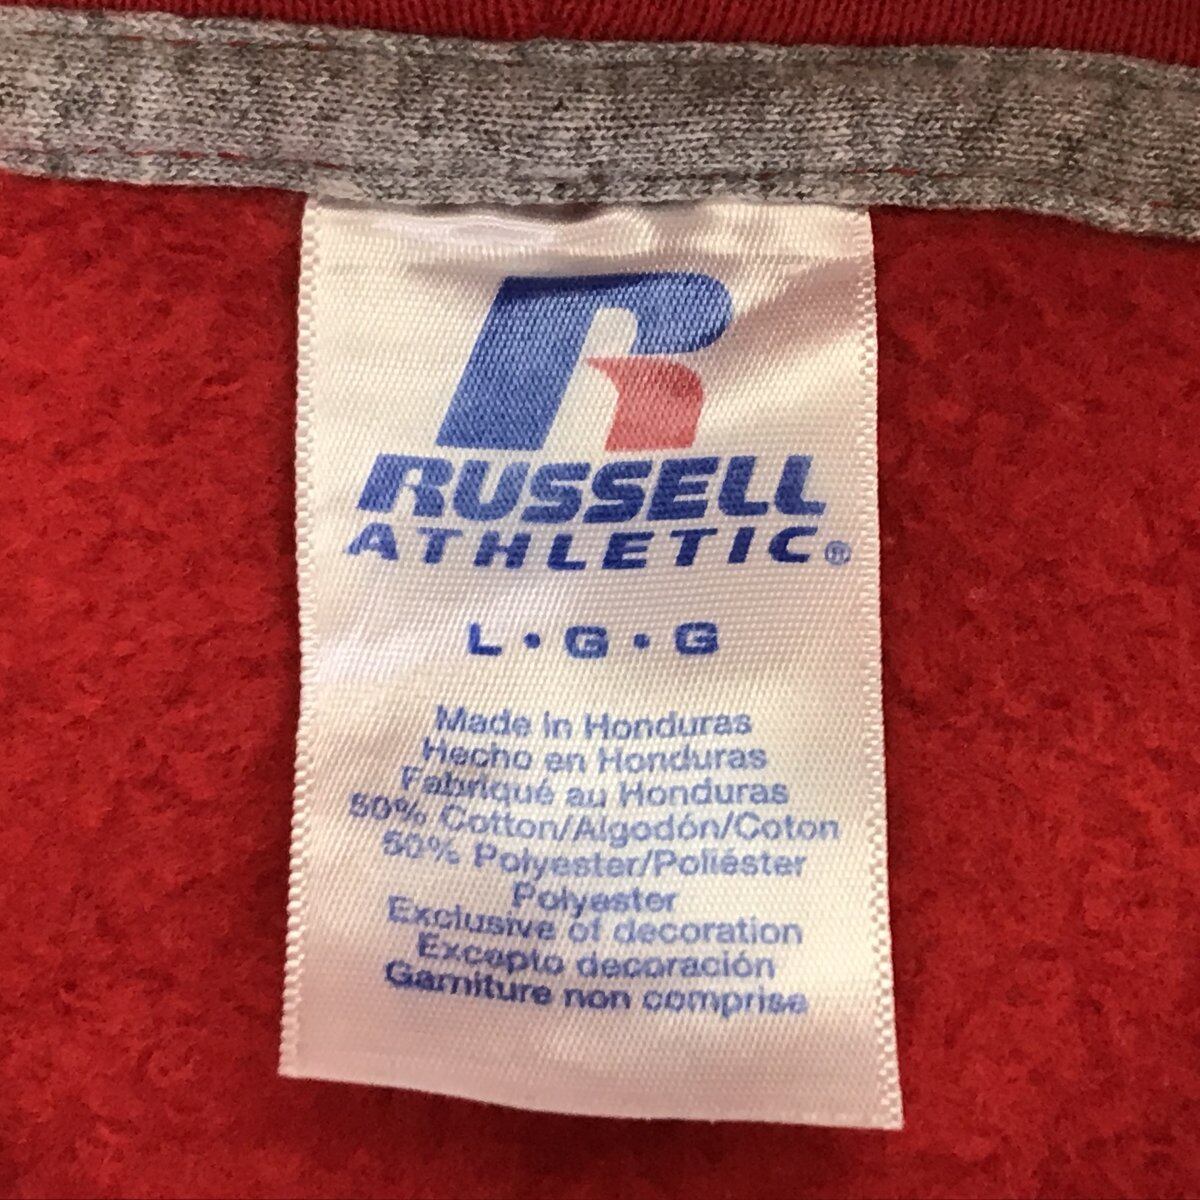 R
RUSSELL
ATHLETIC®
L • G • G
Made in Honduras
Hecho en Honduras
Fabriqué au Honduras
50% Cotton/Algodón/Coton
50% Polyester/Poliéster
Polyester
Exclusive of decoration
Excepto decoración
Garniture non comprise